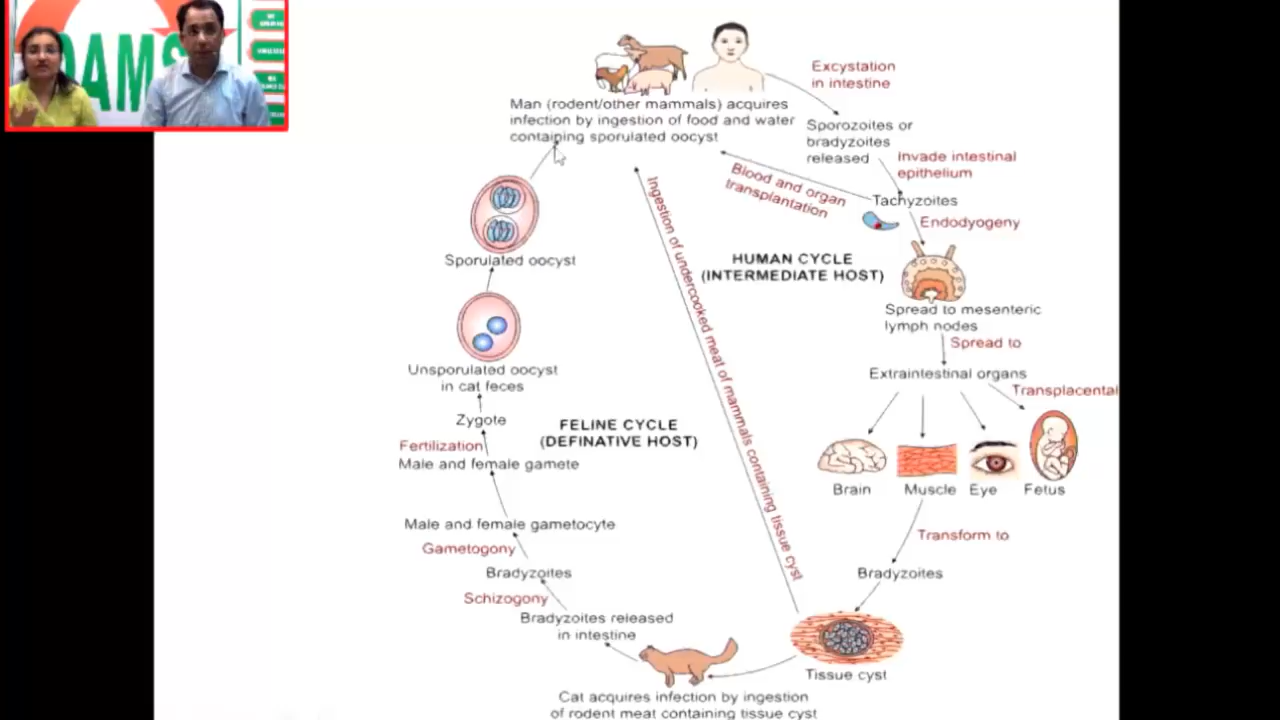 DAMS
Man (rodent/other mammals) acquires
infection by ingestion of food and water
containing sporulated oocyst
Excystation
in intestine
Sporozoites or
bradyzoites
released
Invade intestinal
epithelium
Blood and organ
transplantation
Tachyzoites
Endodyogeny
HUMAN CYCLE
(INTERMEDIATE HOST)
Spread to mesenteric
lymph nodes
Spread to
Extraintestinal organs
Transplacental
Brain
Muscle
Eye
Fetus
Transform to
Bradyzoites
Tissue cyst
Ingestion of undercooked meat of mammals containing tissue cyst
Sporulated oocyst
Unsporulated oocyst
in cat feces
Zygote
Fertilization
Male and female gamete
FELINE CYCLE
(DEFINATIVE HOST)
Male and female gametocyte
Gametogony
Bradyzoites
Schizogony
Bradyzoites released
in intestine
Cat acquires infection by ingestion
of rodent meat containing tissue cyst